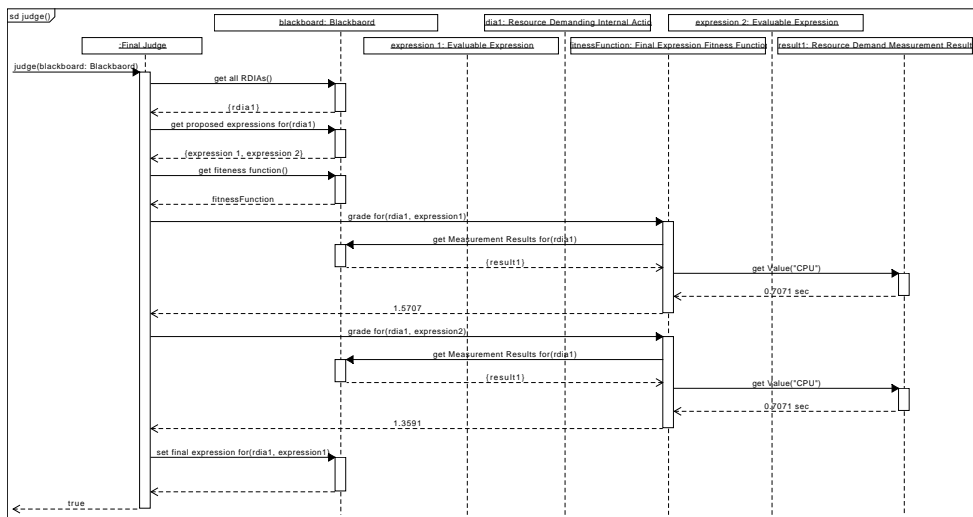 sd judge()
blackboard: Blackbaord
rdia1: Resource Demanding Internal Action
expression 2: Evaluable Expression
:Final Judge
expression 1: Evaluable Expression
fitnessFunction: Final Expression Fitness Function
result1: Resource Demand Measurement Result
judge(blackboard: Blackbaord)
get all RDIAs()
{rdia1}
get proposed expressions for(rdia1)
{expression 1, expression 2}
get fiteness function()
fitnessFunction
grade for(rdia1, expression1)
get Measurement Results for(rdia1)
{result1}
get Value("CPU")
0.7071 sec
1.5707
grade for(rdia1, expression2)
get Measurement Results for(rdia1)
{result1}
get Value("CPU")
0.7071 sec
1.3591
set final expression for(rdia1, expression1)
true